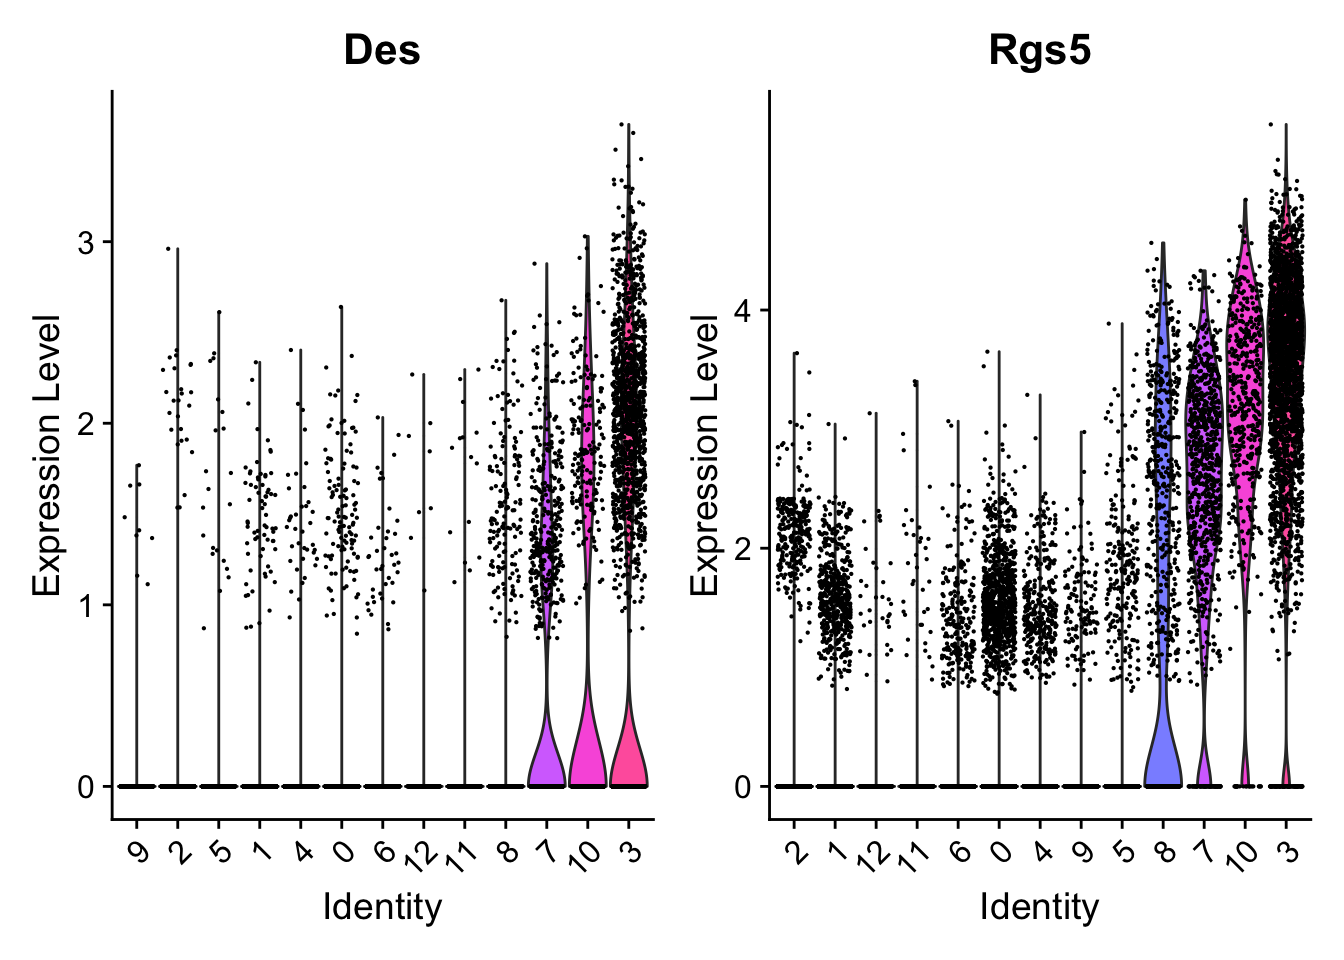 Des
Expression Level
3
2
1
0
9 2 5 1 4 0 6 12 11 8 7 10 3
Identity
Rgs5
Expression Level
4
2
0
2 1 12 11 6 0 4 9 5 8 7 10 3
Identity